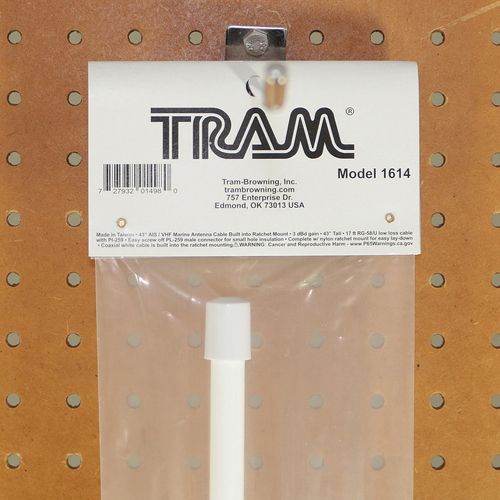 TRAM®
Model 1614
7 27932 01498 0
Tram-Browning, Inc.
trambrowning.com
757 Enterprise Dr.
Edmond, OK 73013 USA
Made in Taiwan • 43" AIS / VHF Marine Antenna Cable Built into Ratchet Mount • 3 dBd gain • 43" Tall • 17 ft RG-58/U low loss cable
with Pl-259 • Easy screw off PL-259 male connector for small hole insulation • Complete w/ nylon ratchet mount for easy lay-down
• Coaxial white cable is built into the ratchet mounting.⚠WARNING: Cancer and Reproductive Harm - www.P65Warnings.ca.gov